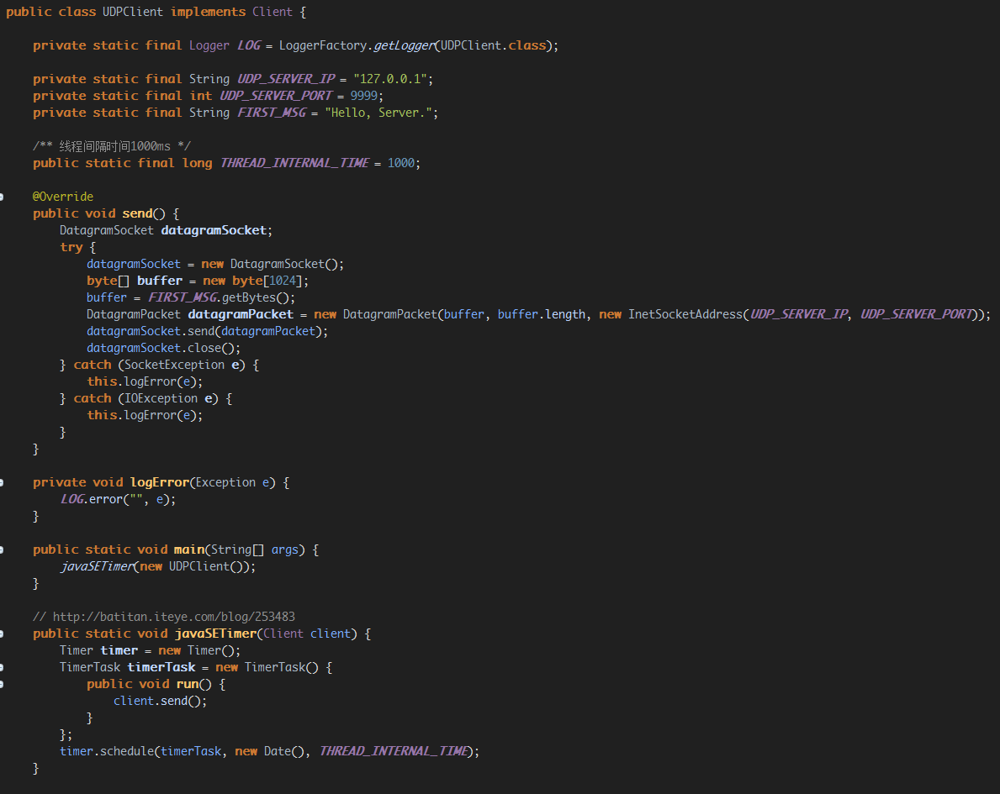 public class UDPClient implements Client {
private static final Logger LOG = LoggerFactory.getLogger(UDPClient.class);
private static final String UDP_SERVER_IP = "127.0.0.1";
private static final int UDP_SERVER_PORT = 9999;
private static final String FIRST_MSG = "Hello, Server.";
/** 线程间隔时间1000ms */
public static final long THREAD_INTERNAL_TIME = 1000;
@Override
public void send() {
DatagramSocket datagramSocket;
try {
datagramSocket = new DatagramSocket();
byte[] buffer = new byte[1024];
buffer = FIRST_MSG.getBytes();
DatagramPacket datagramPacket = new DatagramPacket(buffer, buffer.length, new InetSocketAddress(UDP_SERVER_IP, UDP_SERVER_PORT));
datagramSocket.send(datagramPacket);
datagramSocket.close();
} catch (SocketException e) {
this.logError(e);
} catch (IOException e) {
this.logError(e);
}
}
private void logError(Exception e) {
LOG.error("", e);
}
public static void main(String[] args) {
javaSETimer(new UDPClient());
}
// http://batitan.iteye.com/blog/253483
public static void javaSETimer(Client client) {
Timer timer = new Timer();
TimerTask timerTask = new TimerTask() {
public void run() {
client.send();
}
};
timer.schedule(timerTask, new Date(), THREAD_INTERNAL_TIME);
}